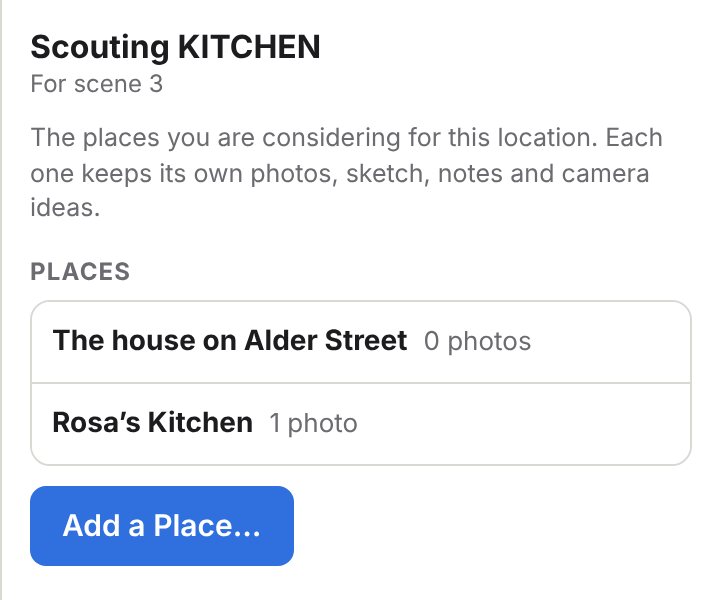 Scouting KITCHEN
For scene 3
The places you are considering for this location. Each
one keeps its own photos, sketch, notes and camera
ideas.
PLACES
The house on Alder Street 0 photos
Rosa’s Kitchen 1 photo
Add a Place…